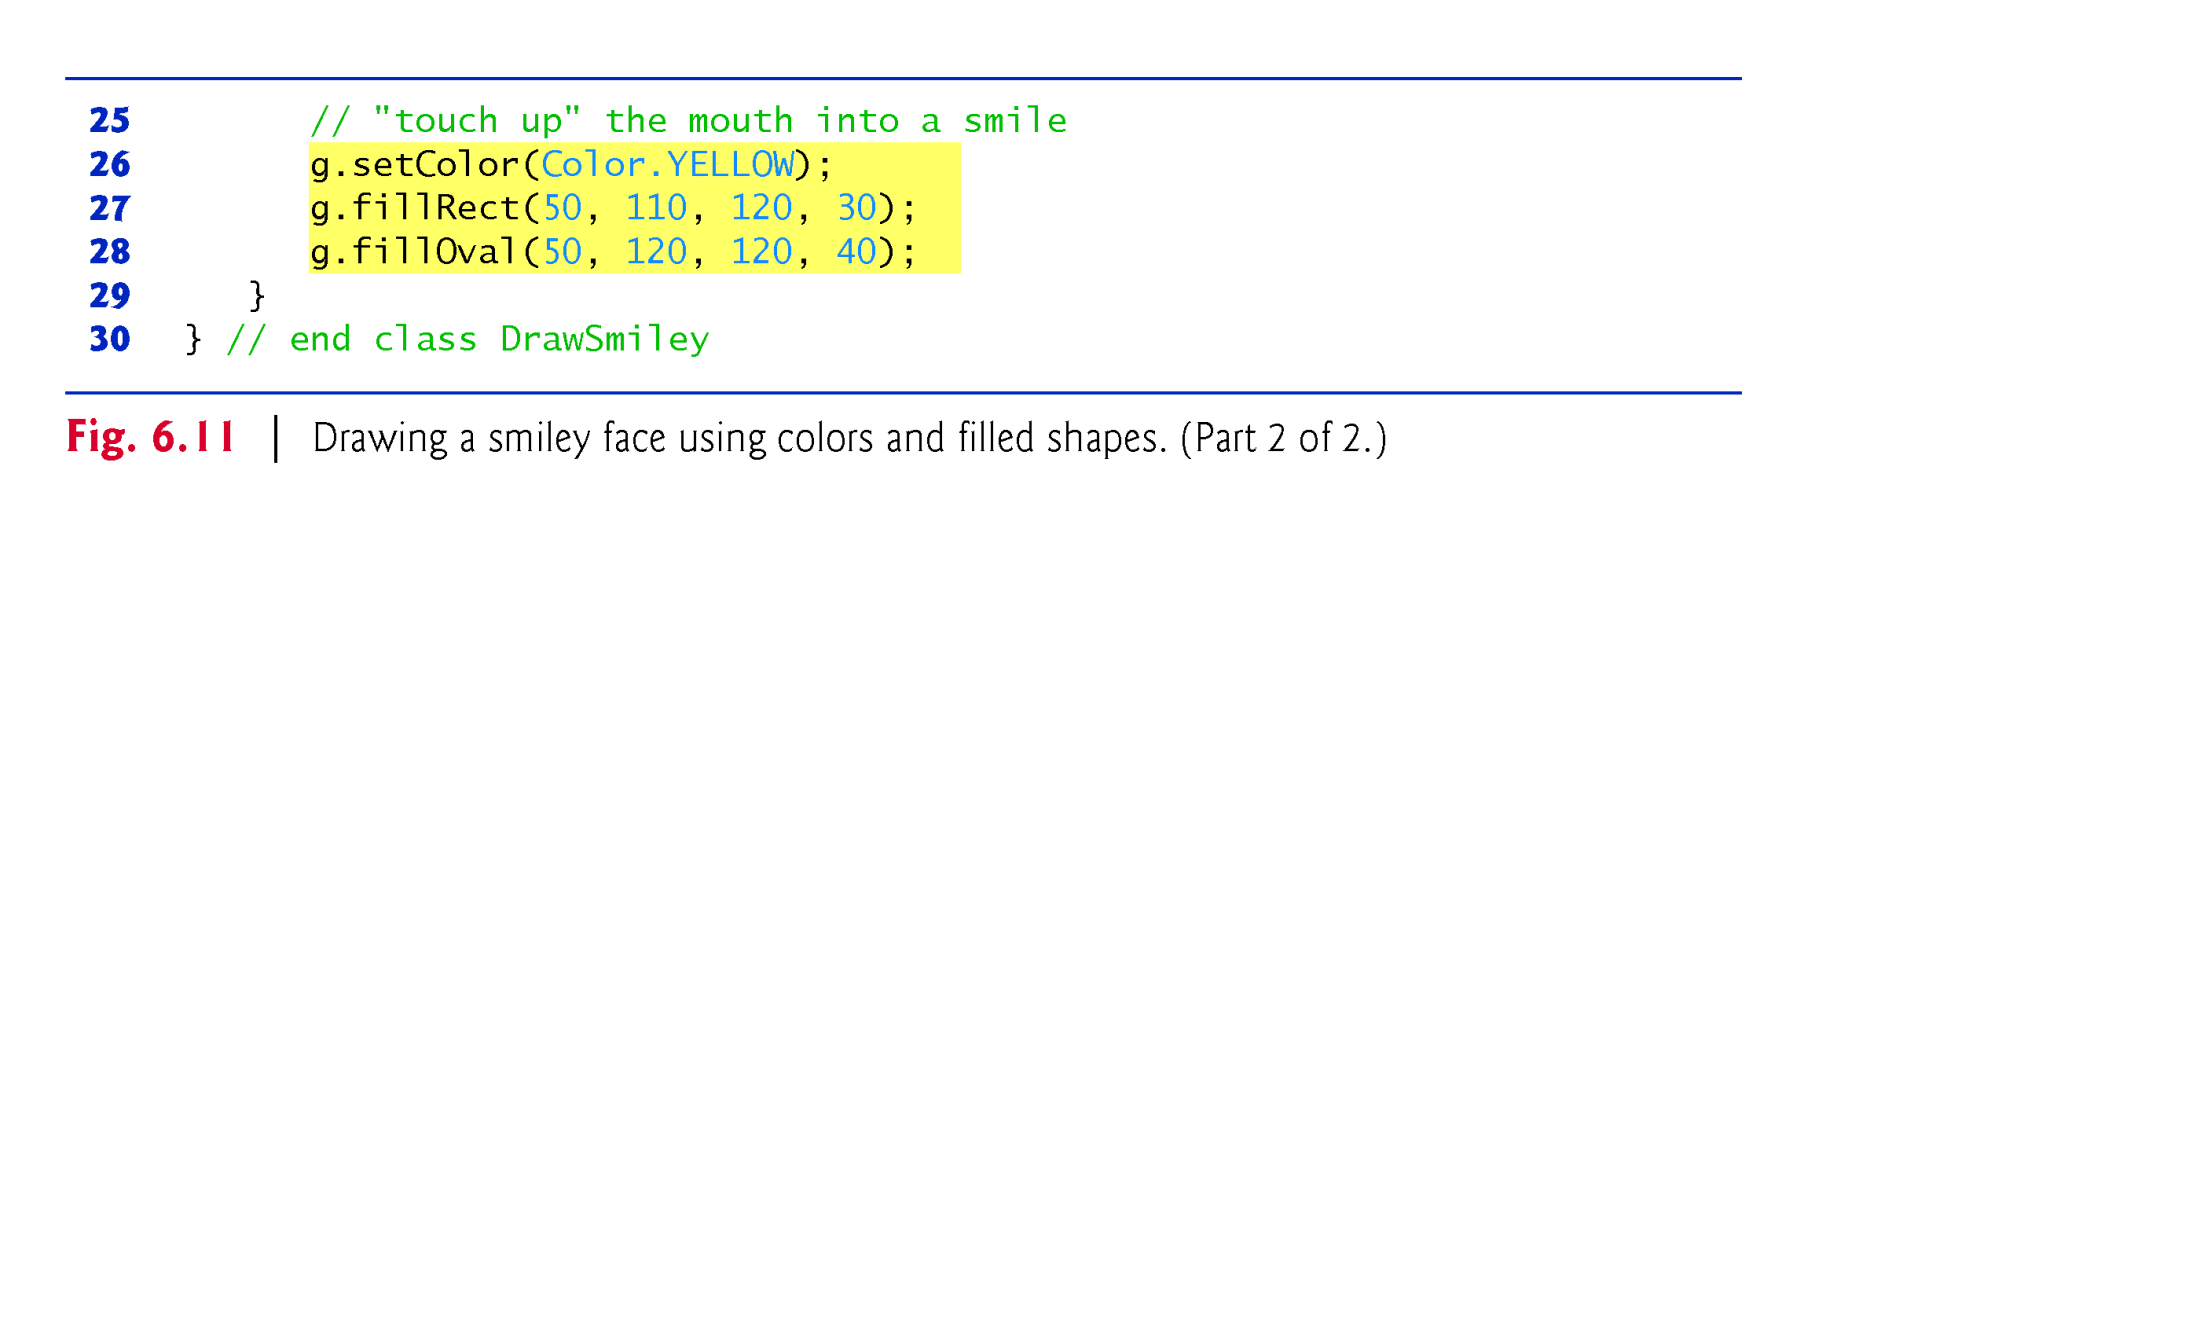 25 // "touch up" the mouth into a smile
26 g.setColor(Color.YELLOW);
27 g.fillRect(50, 110, 120, 30);
28 g.fillOval(50, 120, 120, 40);
29 }
30 } // end class DrawSmiley
Fig. 6.11 | Drawing a smiley face using colors and filled shapes. (Part 2 of 2.)